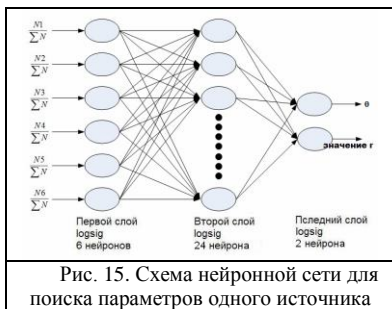 N1
∑N
N2
∑N
N3
∑N
N4
∑N
N5
∑N
N6
∑N
θ
значение r
Первой слой
logsig
6 нейронов
Второй слой
logsig
24 нейрона
Пследний слой
logsig
2 нейрона
Рис. 15. Схема нейронной сети для
поиска параметров одного источника